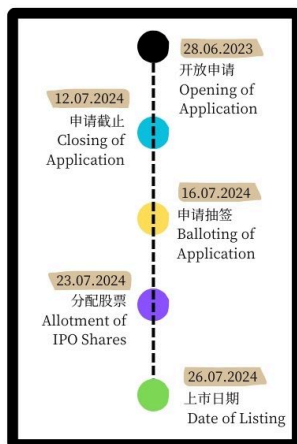 28.06.2023
开放申请
Opening of
Application
12.07.2024
申请截止
Closing of
Application
16.07.2024
申请抽签
Balloting of
Application
23.07.2024
分配股票
Allotment of
IPO Shares
26.07.2024
上市日期
Date of Listing